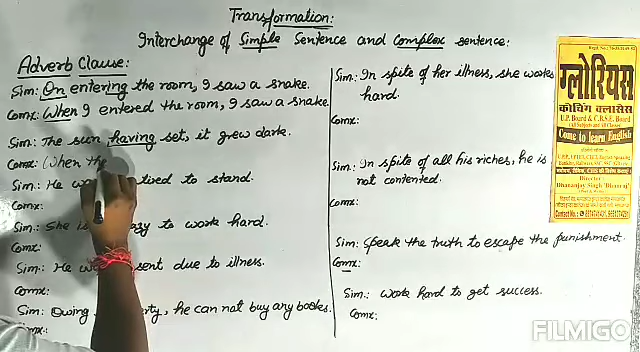 Transformation:
Interchange of Simple Sentence and Complex sentence:
Adverb Clause:
Sim: On entering the room, I saw a snake.
Comx: When I entered the room, I saw a snake.
Sim: The sun having set, it grew dark.
Comx: When the
Sim: He tired to stand.
Comx:
Sim: She is to work hard.
Comx:
Sim: He due to illness.
Comx:
Sim: Owing , he can not buy any books.
Comx:
Sim: In spite of her illness, she works
hard.
Comx:
Sim: In spite of all his riches, he is
not contented.
Comx:
Sim: Speak the truth to escape the punishment.
Comx:
Sim: work hard to get success.
Comx:
ग्लोरियस
कोचिंग क्लासेस
U.P. Board & C.B.S.E. Board
Come to learn English
Director
Dhananjay Singh
FILMIGO